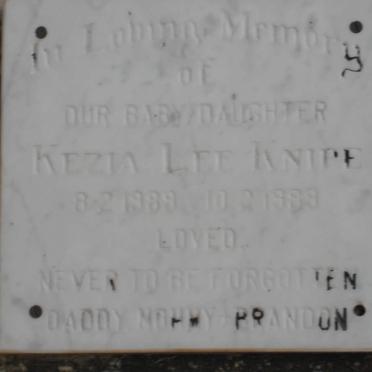 In Loving Memory
of
OUR BABY/DAUGHTER
KEZIA LEE KNIPE
8·2·1989 10·2·1989
LOVED
NEVER TO BE FORGOTTEN
DADDY MOMMY + BRANDON